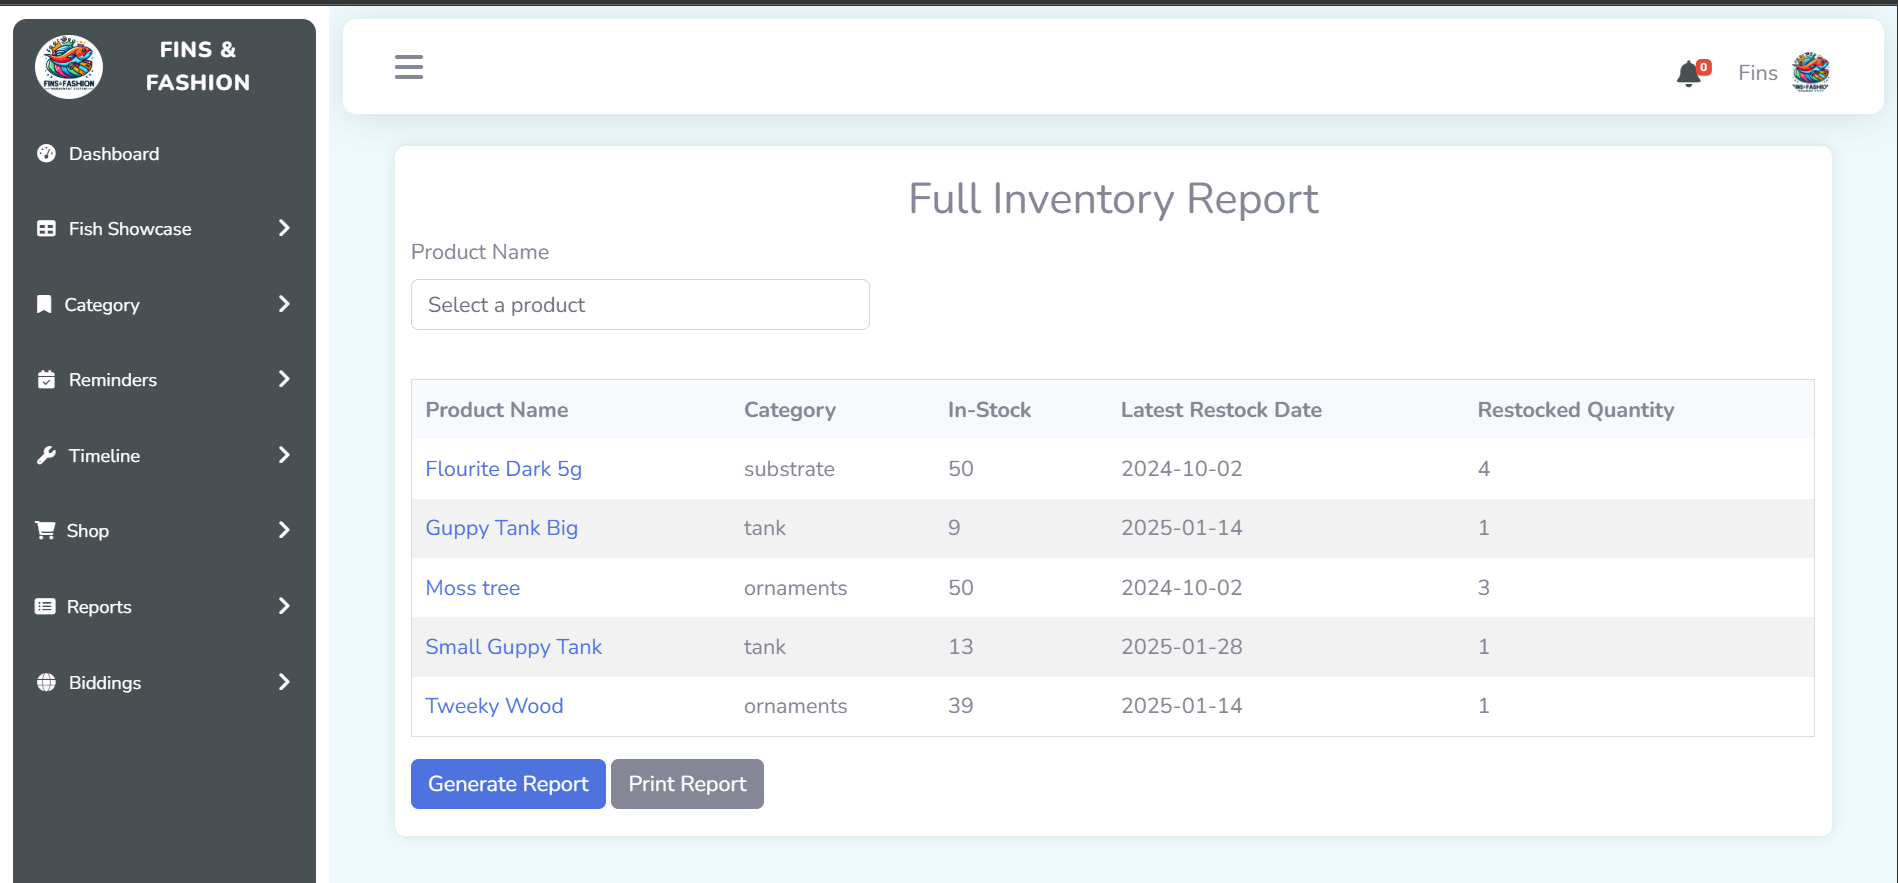 FINS & FASHION
FINS&FASHION
MANAGEMENT SYSTEM
Dashboard
Fish Showcase
Category
Reminders
Timeline
Shop
Reports
Biddings
0
Fins
Full Inventory Report
Product Name
Select a product
Product Name Category In-Stock Latest Restock Date Restocked Quantity
Flourite Dark 5g substrate 50 2024-10-02 4
Guppy Tank Big tank 9 2025-01-14 1
Moss tree ornaments 50 2024-10-02 3
Small Guppy Tank tank 13 2025-01-28 1
Tweeky Wood ornaments 39 2025-01-14 1
Generate Report Print Report